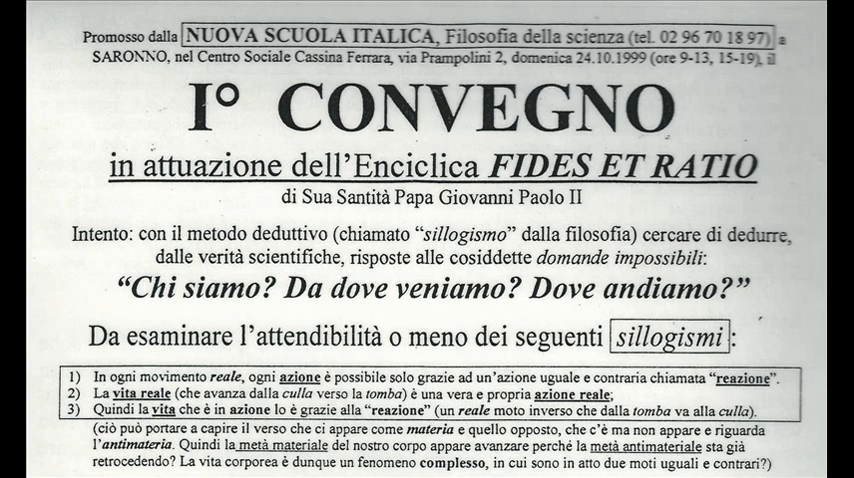 Promosso dalla NUOVA SCUOLA ITALICA, Filosofia della scienza (tel. 02 96 70 18 97) a
SARONNO, nel Centro Sociale Cassina Ferrara, via Prampolini 2, domenica 24.10.1999 (ore 9-13, 15-19), il
I° CONVEGNO
in attuazione dell'Enciclica FIDES ET RATIO
di Sua Santità Papa Giovanni Paolo II
Intento: con il metodo deduttivo (chiamato “sillogismo” dalla filosofia) cercare di dedurre,
dalle verità scientifiche, risposte alle cosiddette domande impossibili:
“Chi siamo? Da dove veniamo? Dove andiamo?”
Da esaminare l'attendibilità o meno dei seguenti sillogismi:
1) In ogni movimento reale, ogni azione è possibile solo grazie ad un'azione uguale e contraria chiamata “reazione”.
2) La vita reale (che avanza dalla culla verso la tomba) è una vera e propria azione reale;
3) Quindi la vita che è in azione lo è grazie alla “reazione” (un reale moto inverso che dalla tomba va alla culla).
(ciò può portare a capire il verso che ci appare come materia e quello opposto, che c'è ma non appare e riguarda
l'antimateria. Quindi la metà materiale del nostro corpo appare avanzare perché la metà antimateriale sta già
retrocedendo? La vita corporea è dunque un fenomeno complesso, in cui sono in atto due moti uguali e contrari?)